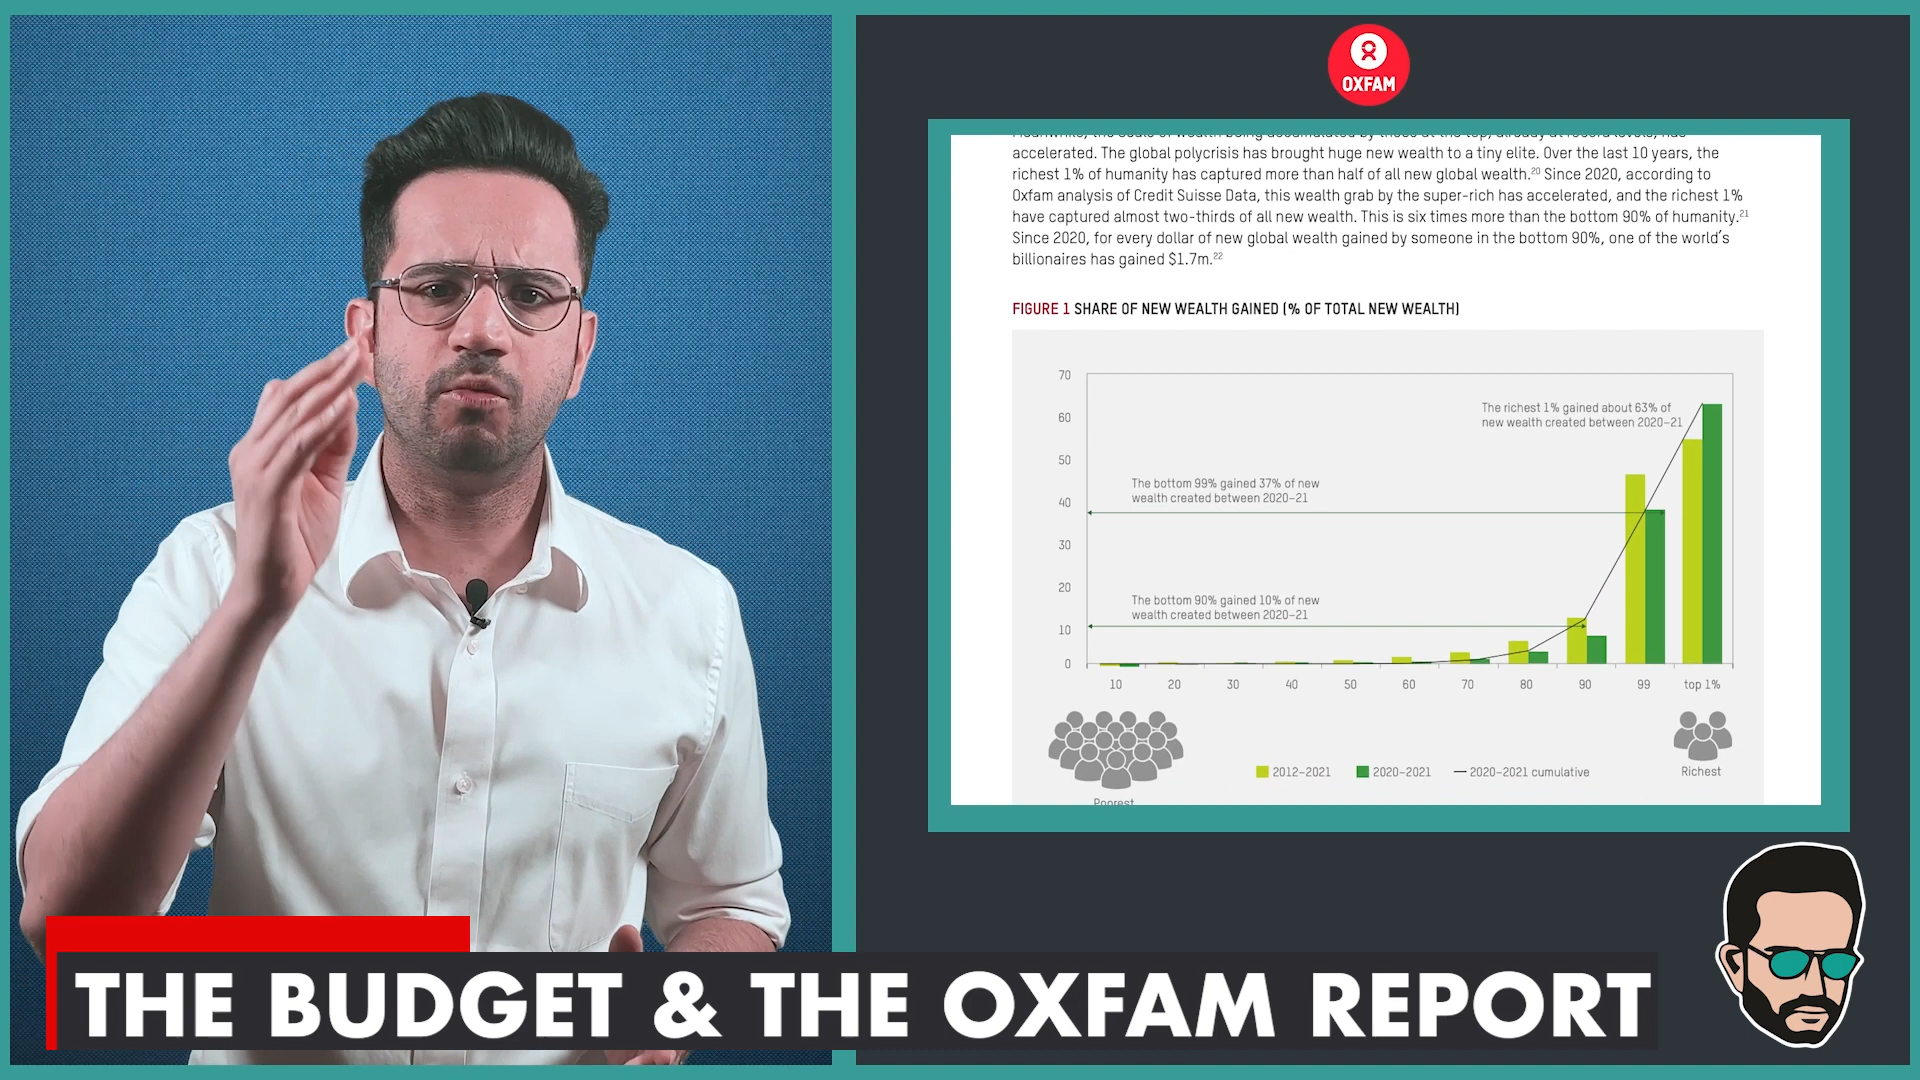 OXFAM
accelerated. The global polycrisis has brought huge new wealth to a tiny elite. Over the last 10 years, the
richest 1% of humanity has captured more than half of all new global wealth.20 Since 2020, according to
Oxfam analysis of Credit Suisse Data, this wealth grab by the super-rich has accelerated, and the richest 1%
have captured almost two-thirds of all new wealth. This is six times more than the bottom 90% of humanity.21
Since 2020, for every dollar of new global wealth gained by someone in the bottom 90%, one of the world's
billionaires has gained $1.7m.22
FIGURE 1 SHARE OF NEW WEALTH GAINED (% OF TOTAL NEW WEALTH)
70
60
50
40
30
20
10
0
The richest 1% gained about 63% of
new wealth created between 2020–21
The bottom 99% gained 37% of new
wealth created between 2020–21
The bottom 90% gained 10% of new
wealth created between 2020–21
10 20 30 40 50 60 70 80 90 99 top 1%
2012–2021 2020–2021 2020–2021 cumulative
Richest
Poorest
THE BUDGET & THE OXFAM REPORT